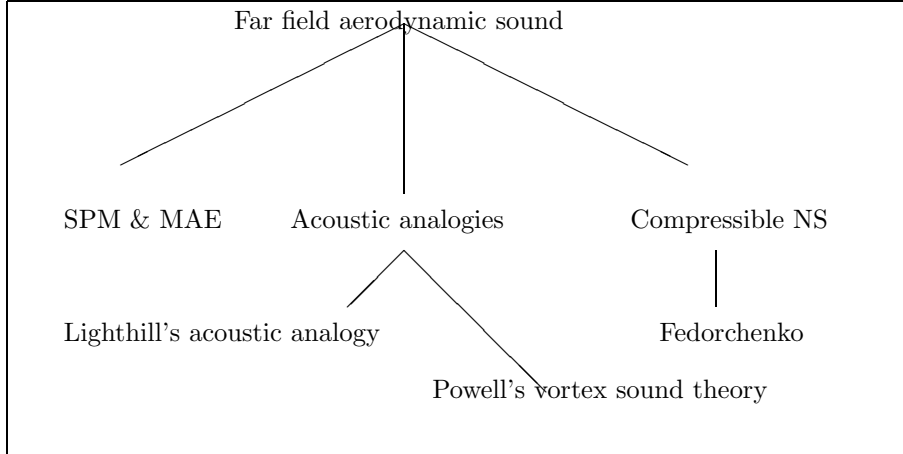 Far field aerodynamic sound
SPM & MAE Acoustic analogies Compressible NS
Lighthill's acoustic analogy Fedorchenko
Powell's vortex sound theory